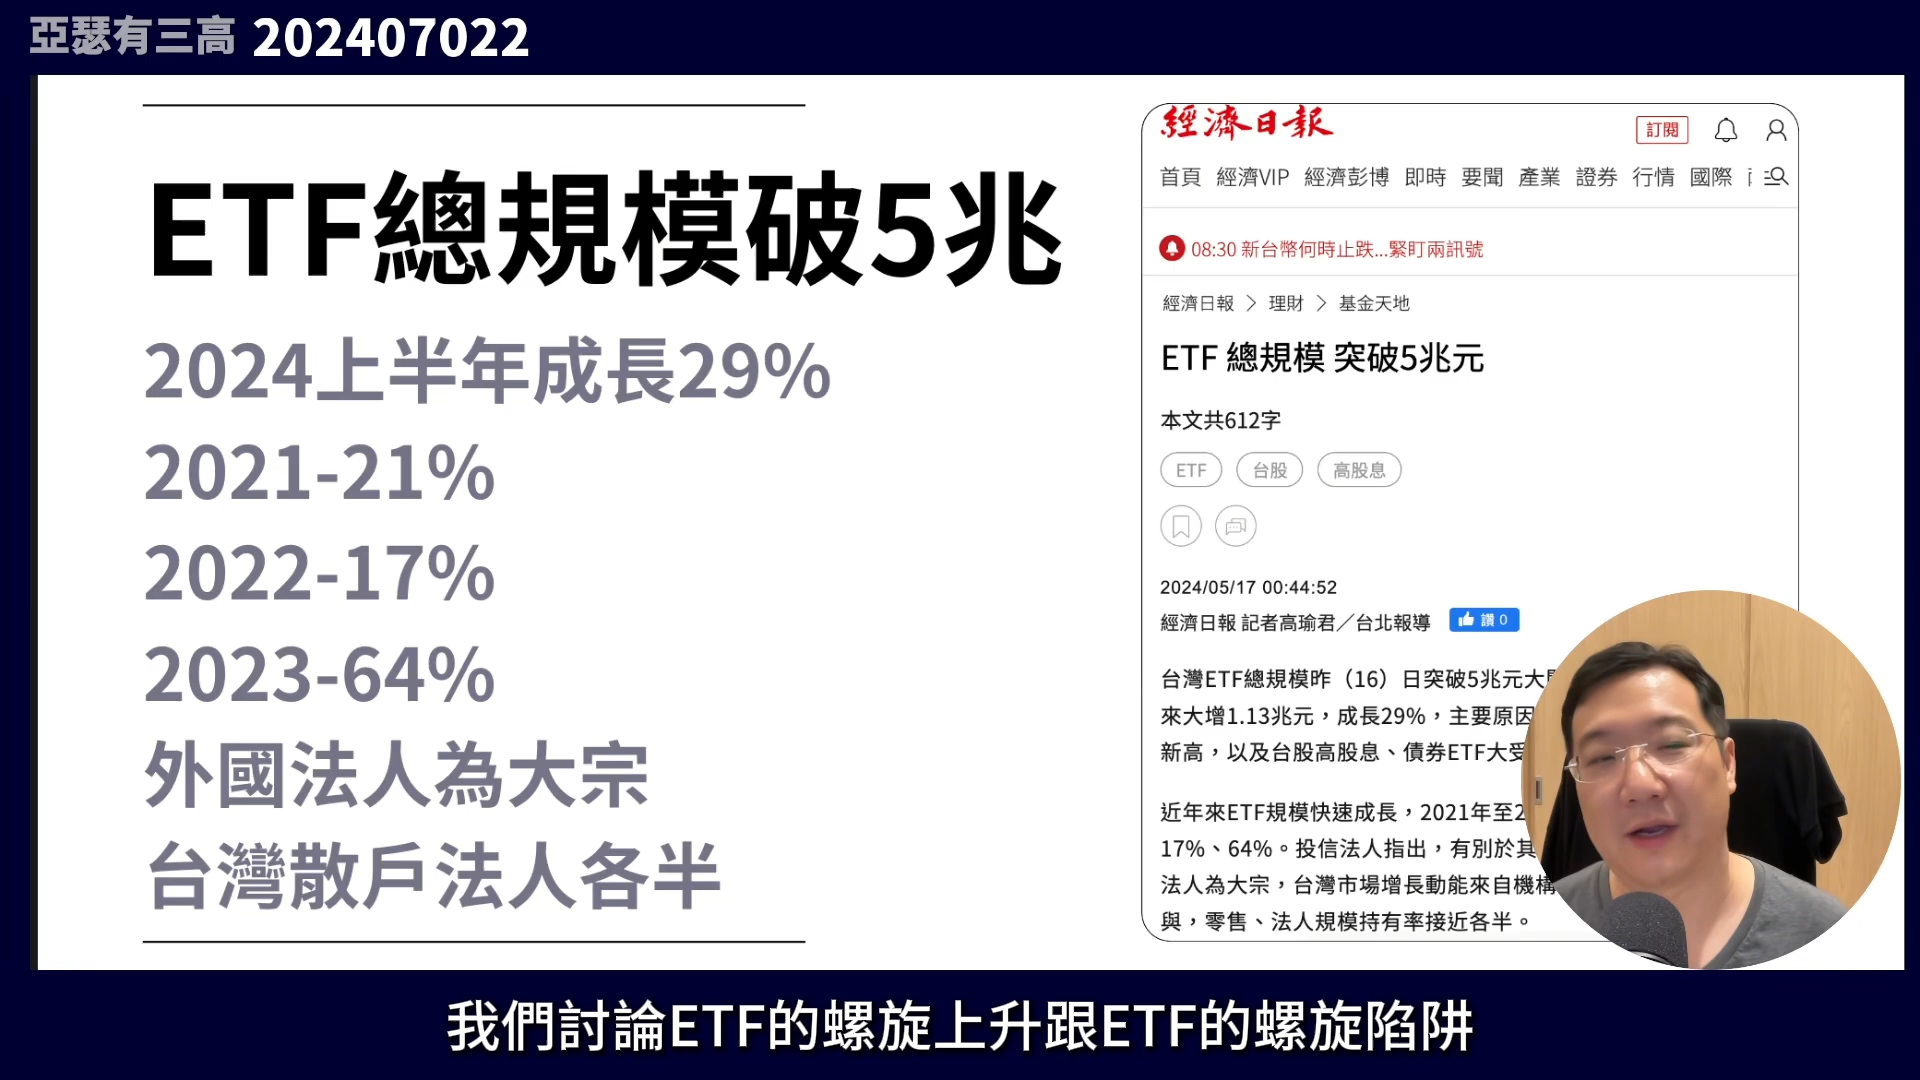 亞瑟有三高 202407022
ETF總規模破5兆
2024上半年成長29%
2021-21%
2022-17%
2023-64%
外國法人為大宗
台灣散戶法人各半
經濟日報
訂閱
首頁 經濟VIP 經濟彭博 即時 要聞 產業 證券 行情 國際
08:30 新台幣何時止跌...緊盯兩訊號
經濟日報 > 理財 > 基金天地
ETF 總規模 突破5兆元
本文共612字
ETF 台股 高股息
2024/05/17 00:44:52
經濟日報 記者高瑜君／台北報導 讚 0
台灣ETF總規模昨（16）日突破5兆元大
來大增1.13兆元，成長29%，主要原因
新高，以及台股高股息、債券ETF大受
近年來ETF規模快速成長，2021年至2
17%、64%。投信法人指出，有別於其
法人為大宗，台灣市場增長動能來自機構
與，零售、法人規模持有率接近各半。
我們討論ETF的螺旋上升跟ETF的螺旋陷阱